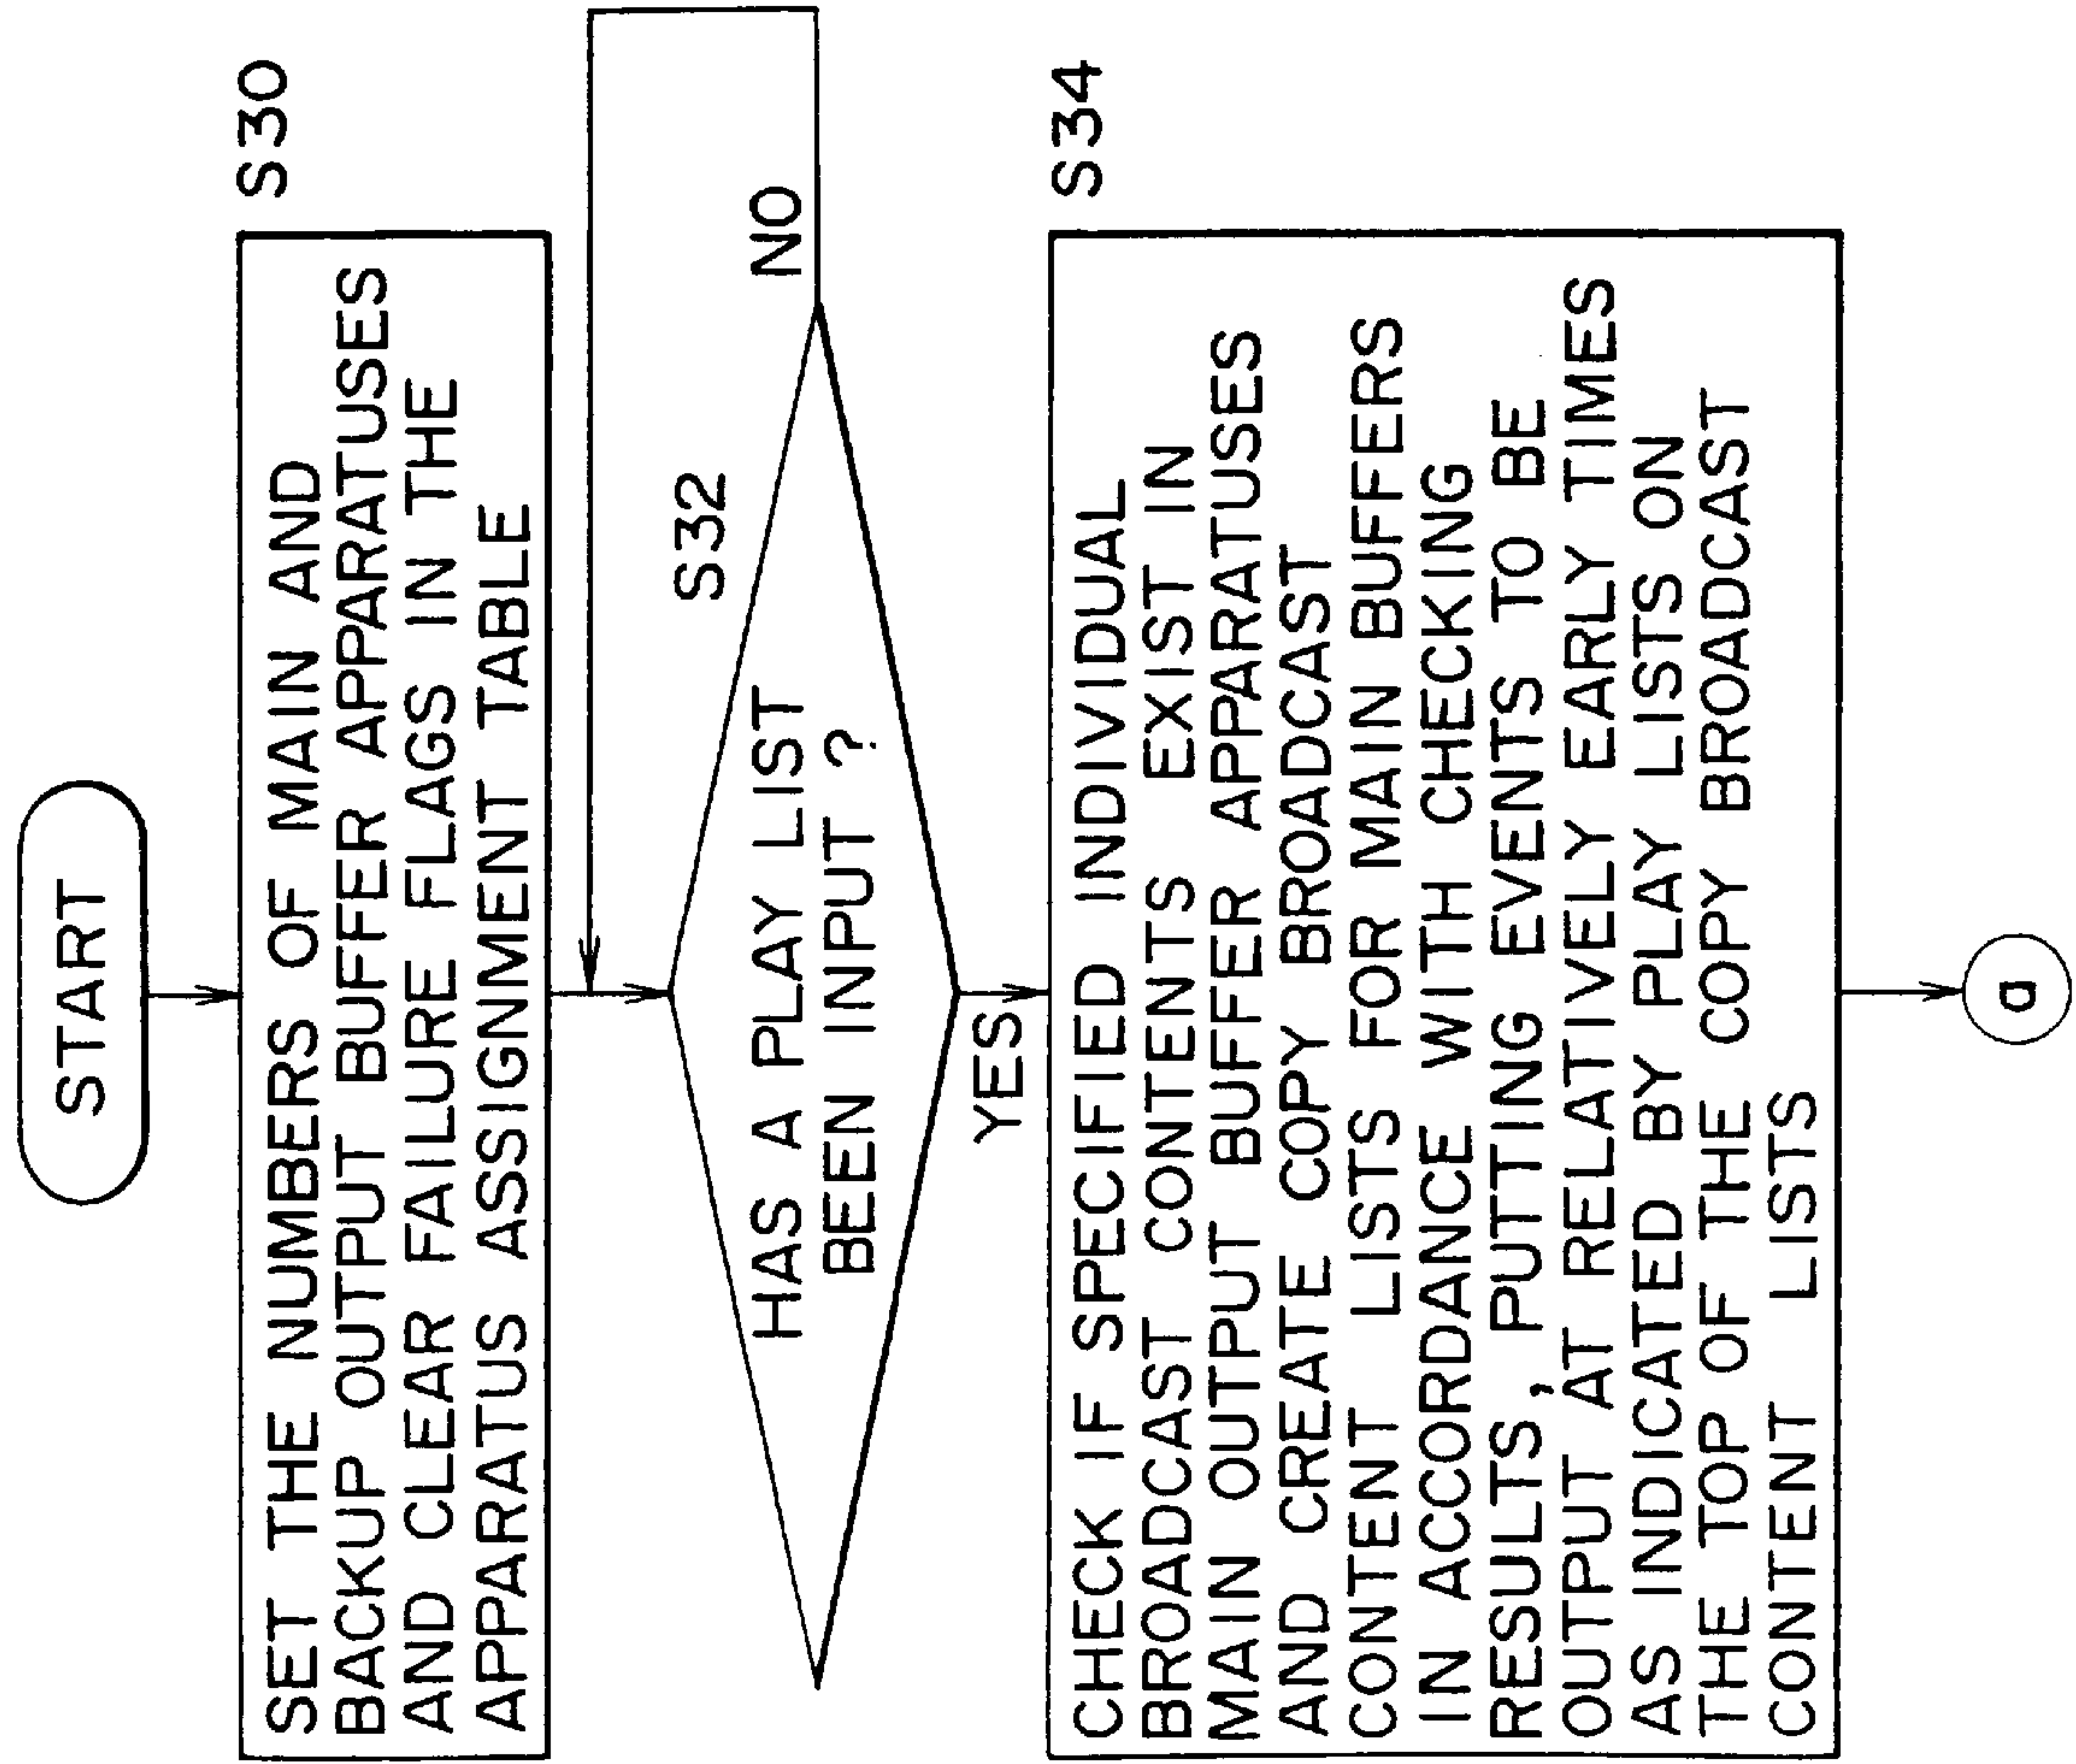 START
S30
SET THE NUMBERS OF MAIN AND
BACKUP OUTPUT BUFFER APPARATUSES
AND CLEAR FAILURE FLAGS IN THE
APPARATUS ASSIGNMENT TABLE
S32
HAS A PLAY LIST
BEEN INPUT ?
NO
YES
S34
CHECK IF SPECIFIED INDIVIDUAL
BROADCAST CONTENTS EXIST IN
MAIN OUTPUT BUFFER APPARATUSES
AND CREATE COPY BROADCAST
CONTENT LISTS FOR MAIN BUFFERS
IN ACCORDANCE WITH CHECKING
RESULTS, PUTTING EVENTS TO BE
OUTPUT AT RELATIVELY EARLY TIMES
AS INDICATED BY PLAY LISTS ON
THE TOP OF THE COPY BROADCAST
CONTENT LISTS
a